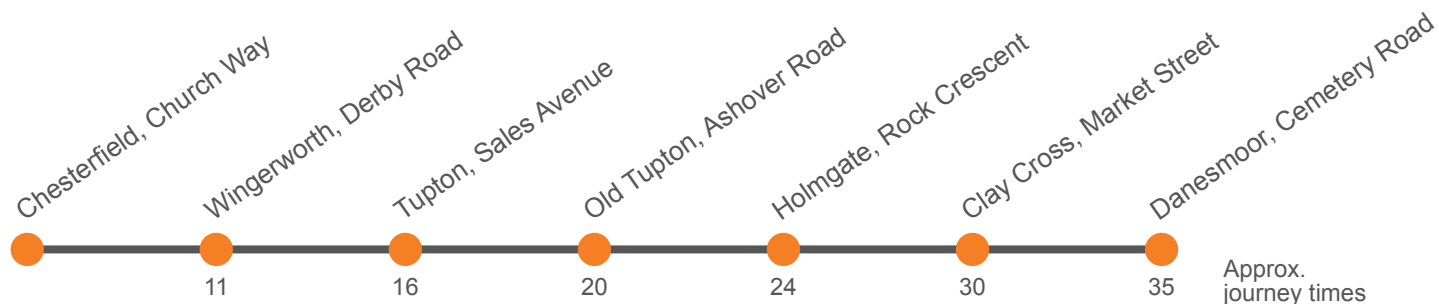 Chesterfield, Church Way
Wingerworth, Derby Road
Tupton, Sales Avenue
Old Tupton, Ashover Road
Holmgate, Rock Crescent
Clay Cross, Market Street
Danesmoor, Cemetery Road
11
16
20
24
30
35
Approx.
journey times